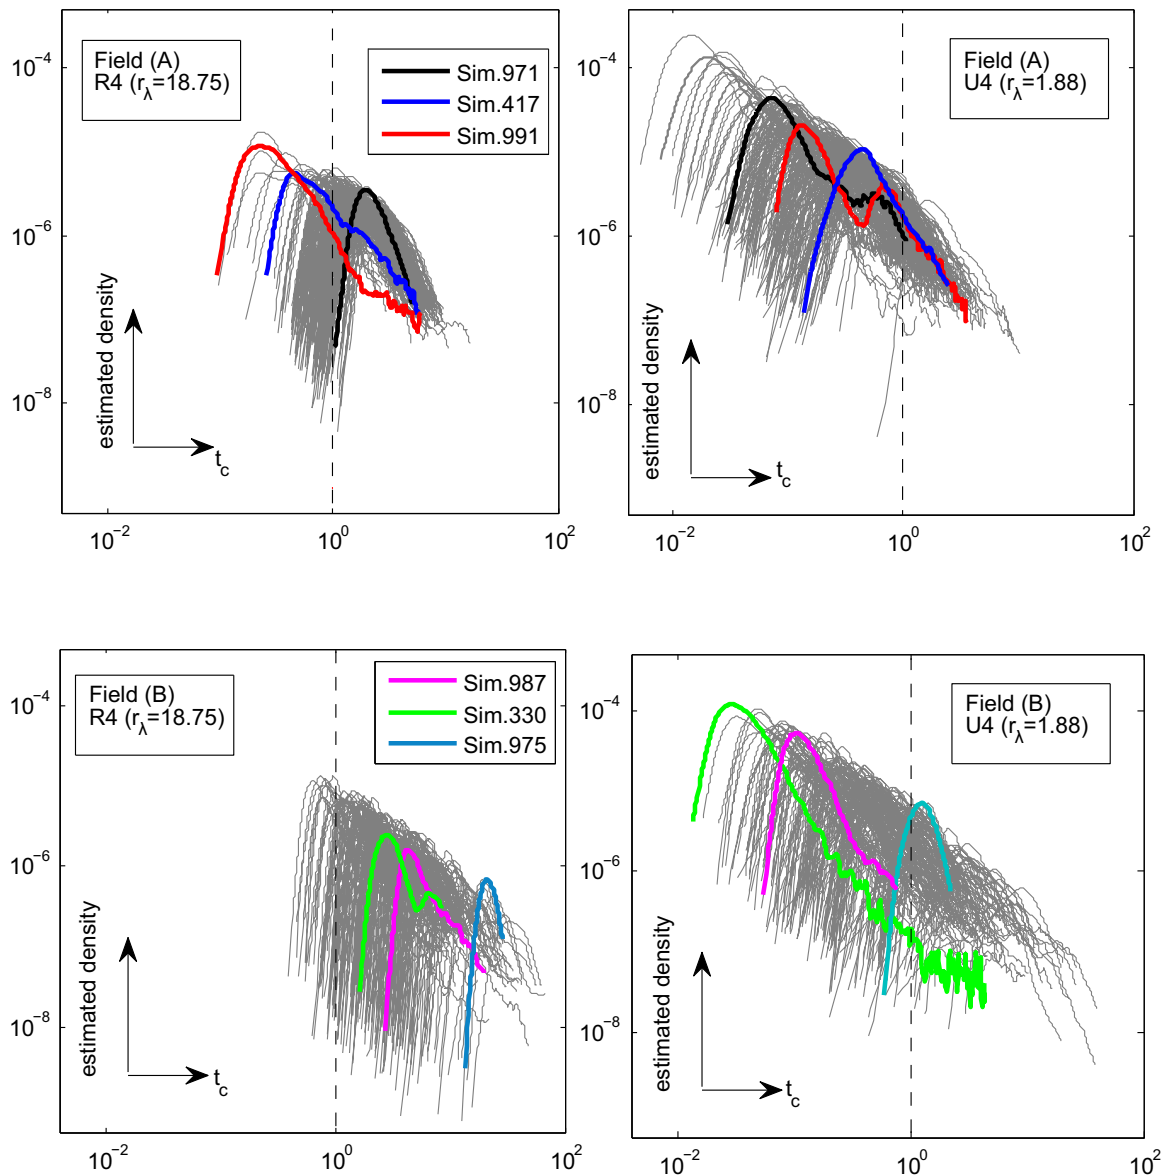 Field (A)
R4 (rλ=18.75)
Sim.971
Sim.417
Sim.991
10−4
10−6
10−8
estimated density
tc
10−2
100
102
Field (A)
U4 (rλ=1.88)
10−4
10−6
10−8
estimated density
tc
10−2
100
102
Field (B)
R4 (rλ=18.75)
Sim.987
Sim.330
Sim.975
10−4
10−6
10−8
estimated density
tc
10−2
100
102
Field (B)
U4 (rλ=1.88)
10−4
10−6
10−8
estimated density
tc
10−2
100
102